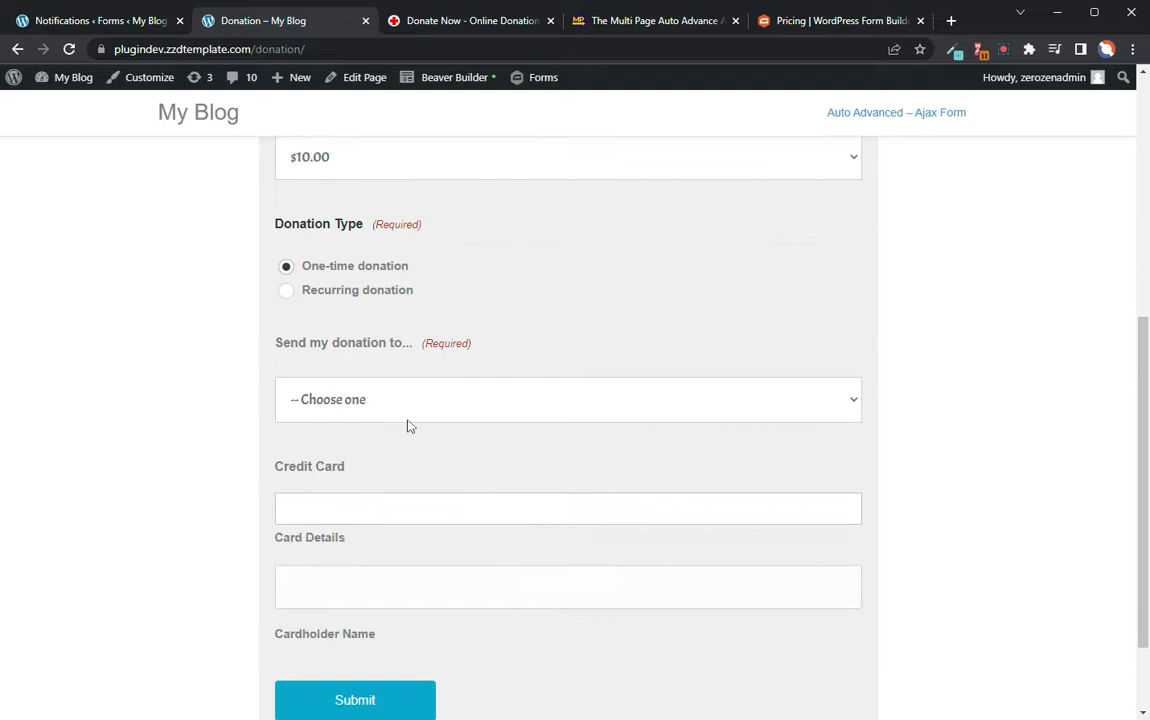 Notifications ‹ Forms ‹ My Blog
Donation – My Blog
Donate Now - Online Donation
The Multi Page Auto Advance
Pricing | WordPress Form Builde
plugindev.zzdtemplate.com/donation/
My Blog
Customize
3
10
New
Edit Page
Beaver Builder
Forms
Howdy, zerozenadmin
My Blog
Auto Advanced – Ajax Form
$10.00
Donation Type (Required)
One-time donation
Recurring donation
Send my donation to... (Required)
-- Choose one
Credit Card
Card Details
Cardholder Name
Submit